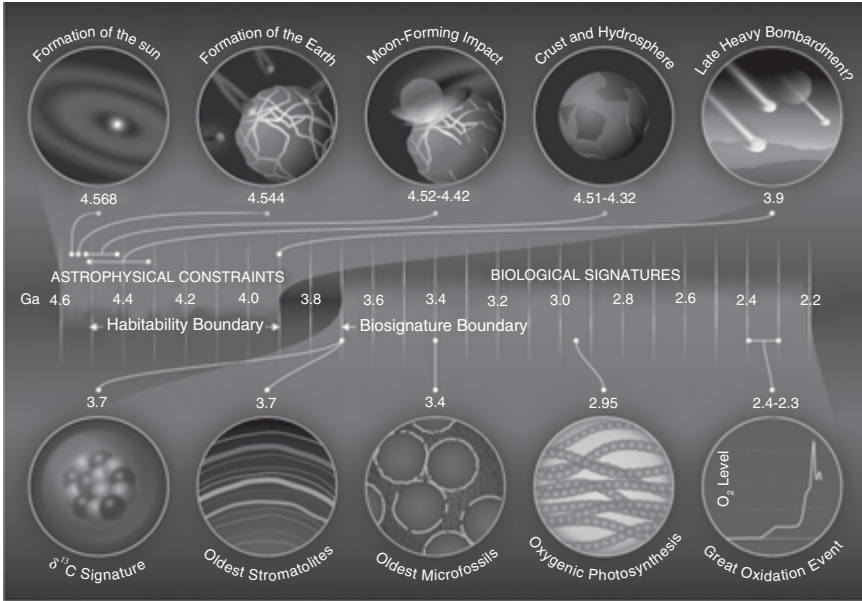 Formation of the sun
Formation of the Earth
Moon-Forming Impact
Crust and Hydrosphere
Late Heavy Bombardment?
4.568
4.544
4.52-4.42
4.51-4.32
3.9
ASTROPHYSICAL CONSTRAINTS
BIOLOGICAL SIGNATURES
Ga 4.6 4.4 4.2 4.0 3.8 3.6 3.4 3.2 3.0 2.8 2.6 2.4 2.2
Habitability Boundary
Biosignature Boundary
3.7
3.7
3.4
2.95
2.4-2.3
O₂ Level
δ¹³C Signature
Oldest Stromatolites
Oldest Microfossils
Oxygenic Photosynthesis
Great Oxidation Event